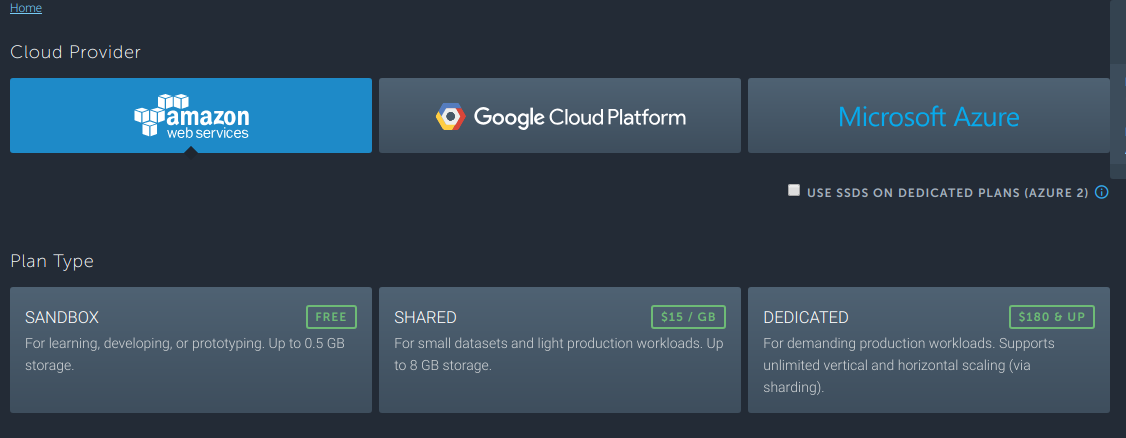 Home
Cloud Provider
amazon
web services
Google Cloud Platform
Microsoft Azure
USE SSDS ON DEDICATED PLANS (AZURE 2)
Plan Type
SANDBOX
FREE
For learning, developing, or prototyping. Up to 0.5 GB
storage.
SHARED
$15 / GB
For small datasets and light production workloads. Up
to 8 GB storage.
DEDICATED
$180 & UP
For demanding production workloads. Supports
unlimited vertical and horizontal scaling (via
sharding).